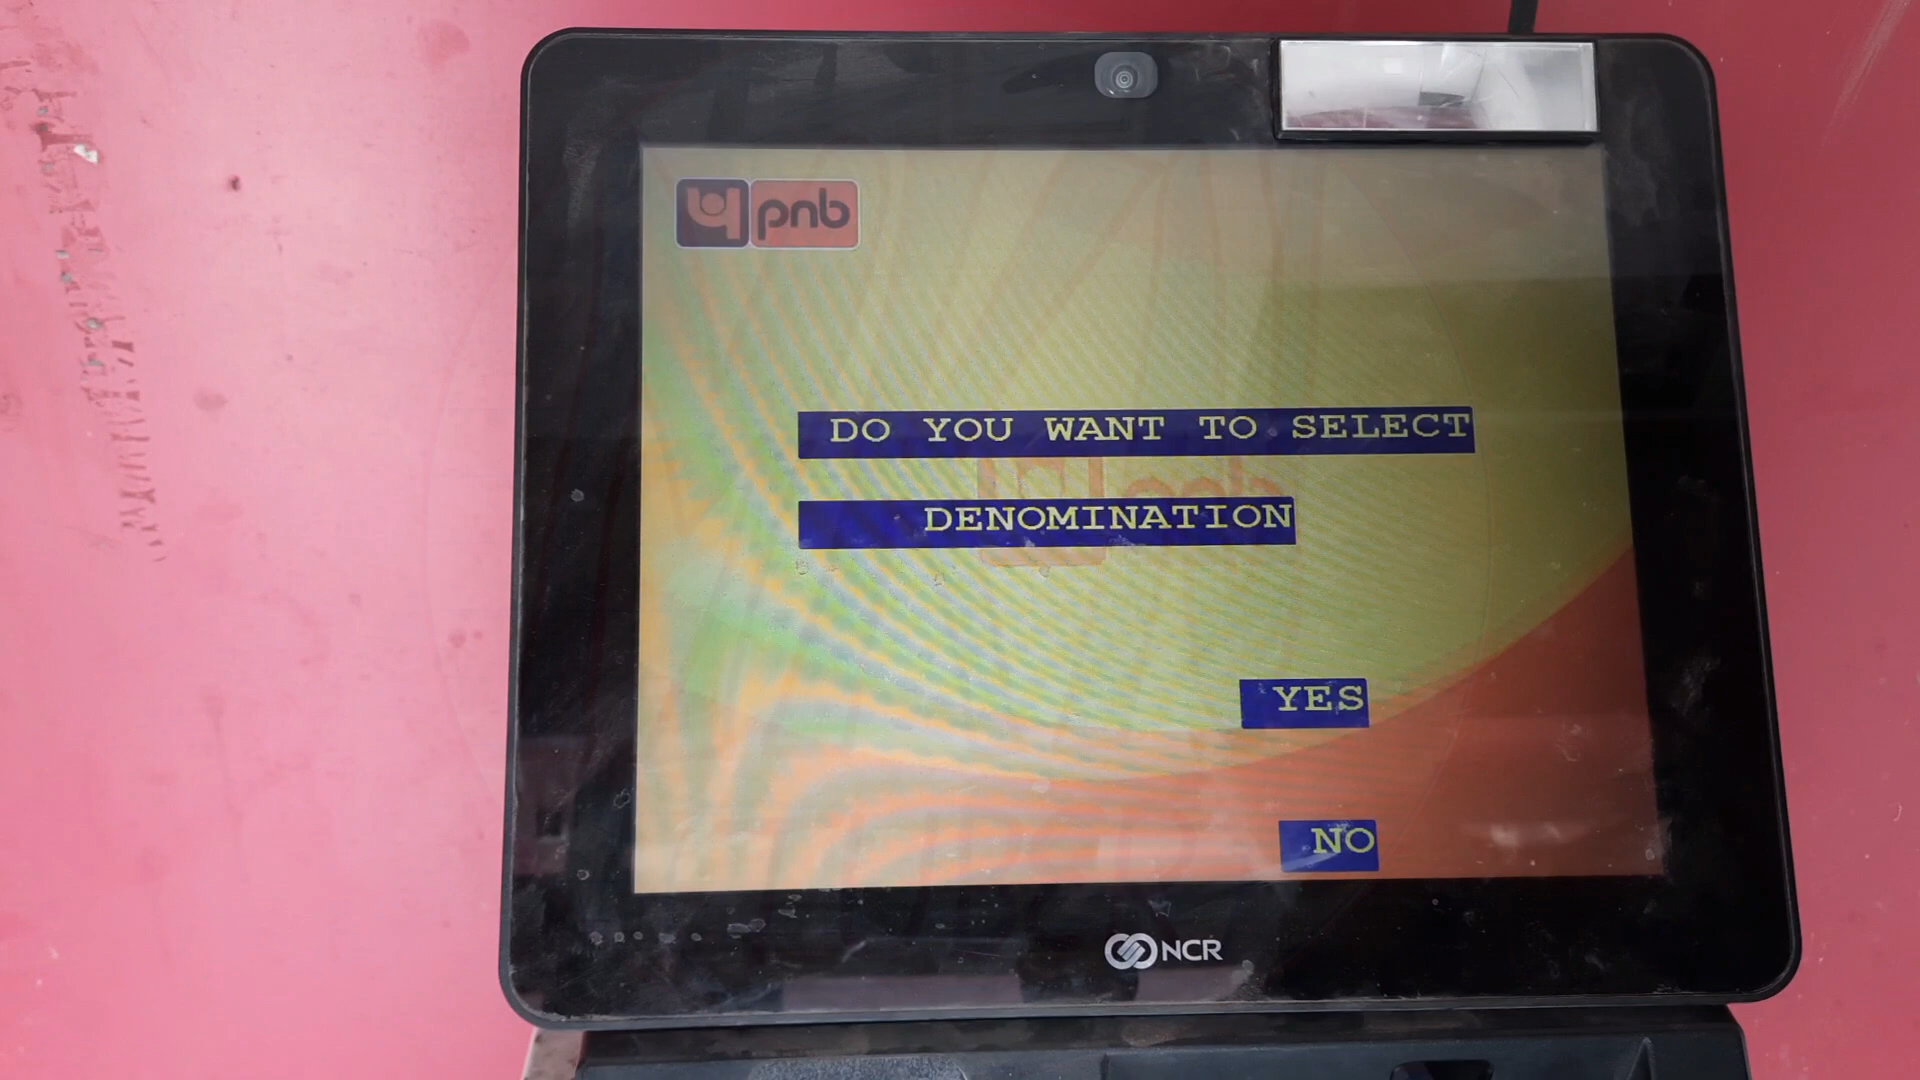 pnb
DO YOU WANT TO SELECT
DENOMINATION
YES
NO
NCR